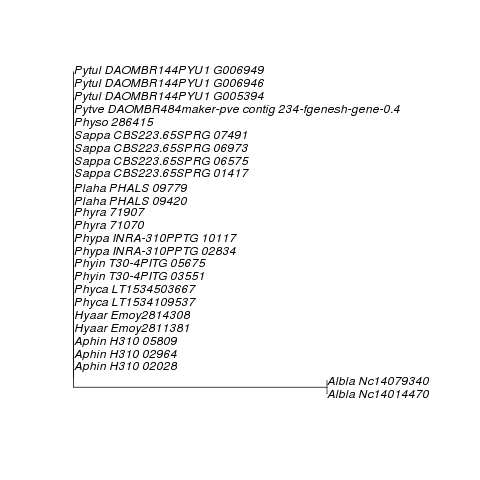 Pytul DAOMBR144PYU1 G006949
Pytul DAOMBR144PYU1 G006946
Pytul DAOMBR144PYU1 G005394
Pytve DAOMBR484maker-pve contig 234-fgenesh-gene-0.4
Physo 286415
Sappa CBS223.65SPRG 07491
Sappa CBS223.65SPRG 06973
Sappa CBS223.65SPRG 06575
Sappa CBS223.65SPRG 01417
Plaha PHALS 09779
Plaha PHALS 09420
Phyra 71907
Phyra 71070
Phypa INRA-310PPTG 10117
Phypa INRA-310PPTG 02834
Phyin T30-4PITG 05675
Phyin T30-4PITG 03551
Phyca LT1534503667
Phyca LT1534109537
Hyaar Emoy2814308
Hyaar Emoy2811381
Aphin H310 05809
Aphin H310 02964
Aphin H310 02028
Albla Nc14079340
Albla Nc14014470